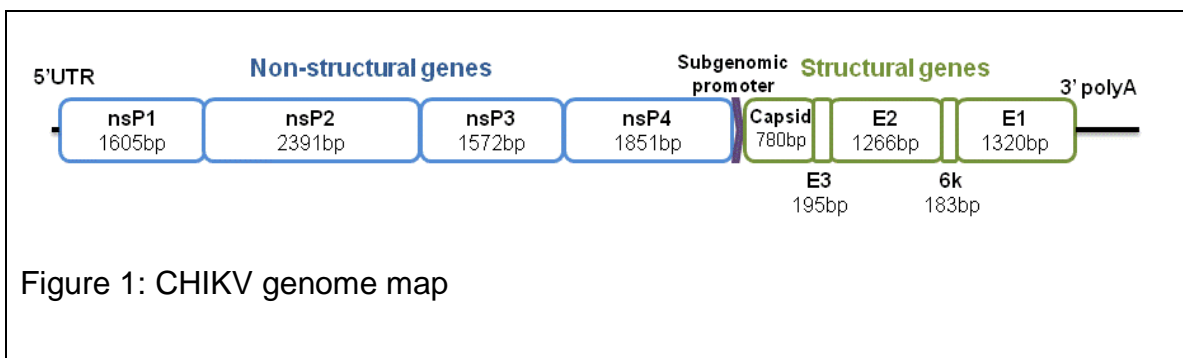 5'UTR
Non-structural genes
Subgenomic
promoter
Structural genes
3' polyA
nsP1
1605bp
nsP2
2391bp
nsP3
1572bp
nsP4
1851bp
Capsid
780bp
E2
1266bp
E1
1320bp
E3
195bp
6k
183bp
Figure 1: CHIKV genome map